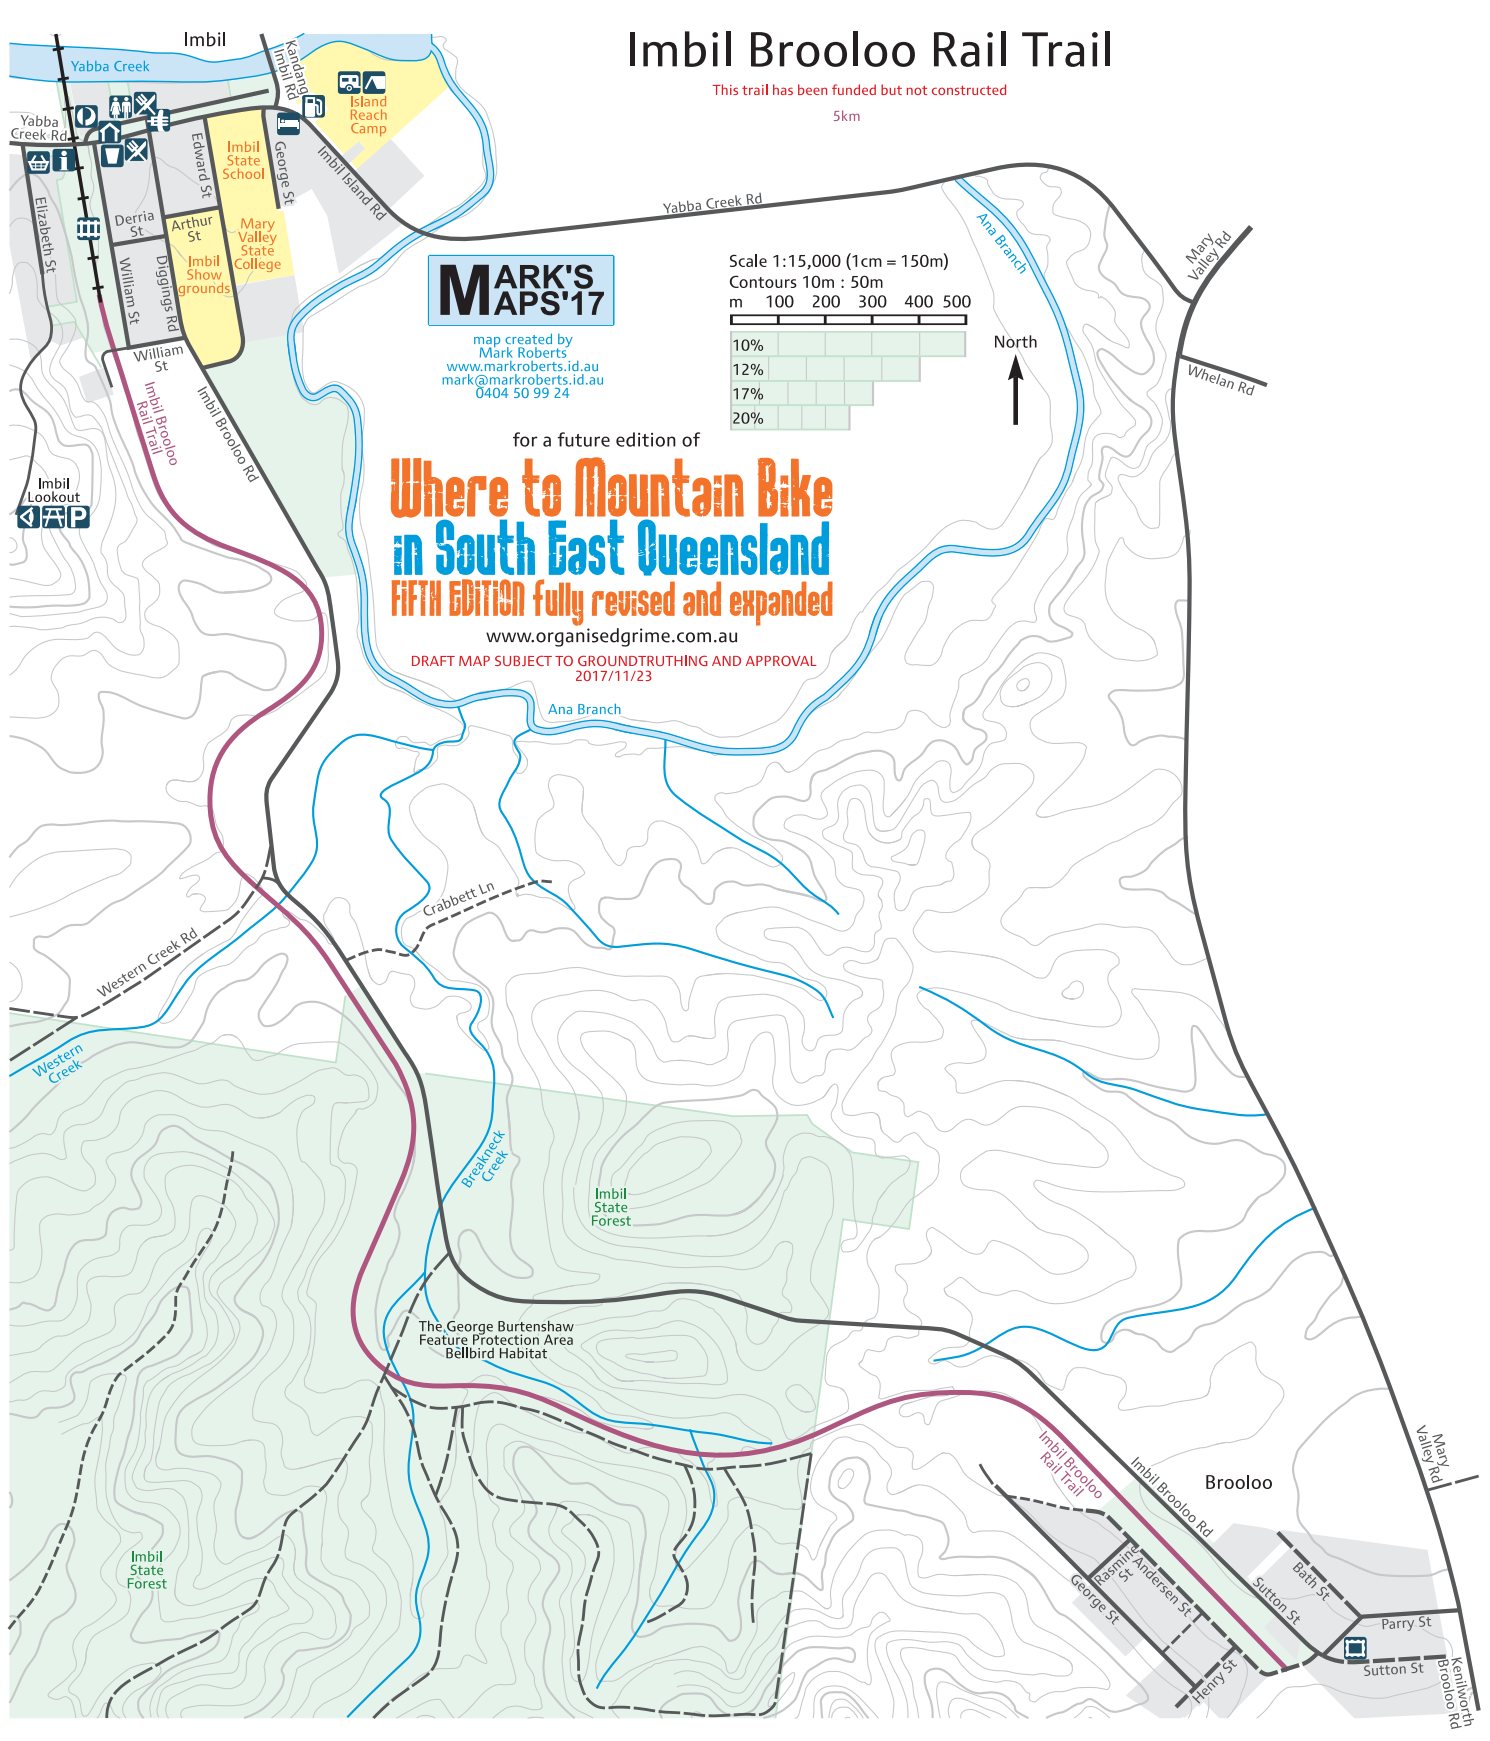 Imbil Brooloo Rail Trail
This trail has been funded but not constructed
5km
Imbil
Kandanga
Imbil Rd
Yabba Creek
Island
Reach
Camp
Yabba
Creek Rd
Edward St
Imbil
State
School
George St
Imbil Island Rd
Yabba Creek Rd
Ana Branch
Mary
Valley Rd
Elizabeth St
Derria
St
Arthur
St
Mary
Valley
State
College
William St
Diggings Rd
Imbil
Show
grounds
MARK'S
MAPS'17
map created by
Mark Roberts
www.markroberts.id.au
mark@markroberts.id.au
0404 50 99 24
Scale 1:15,000 (1cm = 150m)
Contours 10m : 50m
m 100 200 300 400 500
10%
12%
17%
20%
North
Whelan Rd
William
St
Imbil Brooloo
Rail Trail
Imbil Brooloo Rd
Imbil
Lookout
P
for a future edition of
Where to Mountain Bike
in South East Queensland
FIFTH EDITION fully revised and expanded
www.organisedgrime.com.au
DRAFT MAP SUBJECT TO GROUNDTRUTHING AND APPROVAL
2017/11/23
Ana Branch
Crabbett Ln
Western Creek Rd
Western
Creek
Breakneck
Creek
Imbil
State
Forest
The George Burtenshaw
Feature Protection Area
Bellbird Habitat
Imbil
State
Forest
Imbil Brooloo
Rail Trail
Imbil Brooloo Rd
Brooloo
Mary
Valley Rd
Rasmine
St
Andersen St
George St
Sutton St
Bath St
Parry St
Sutton St
Henry St
Kenilworth
Brooloo Rd